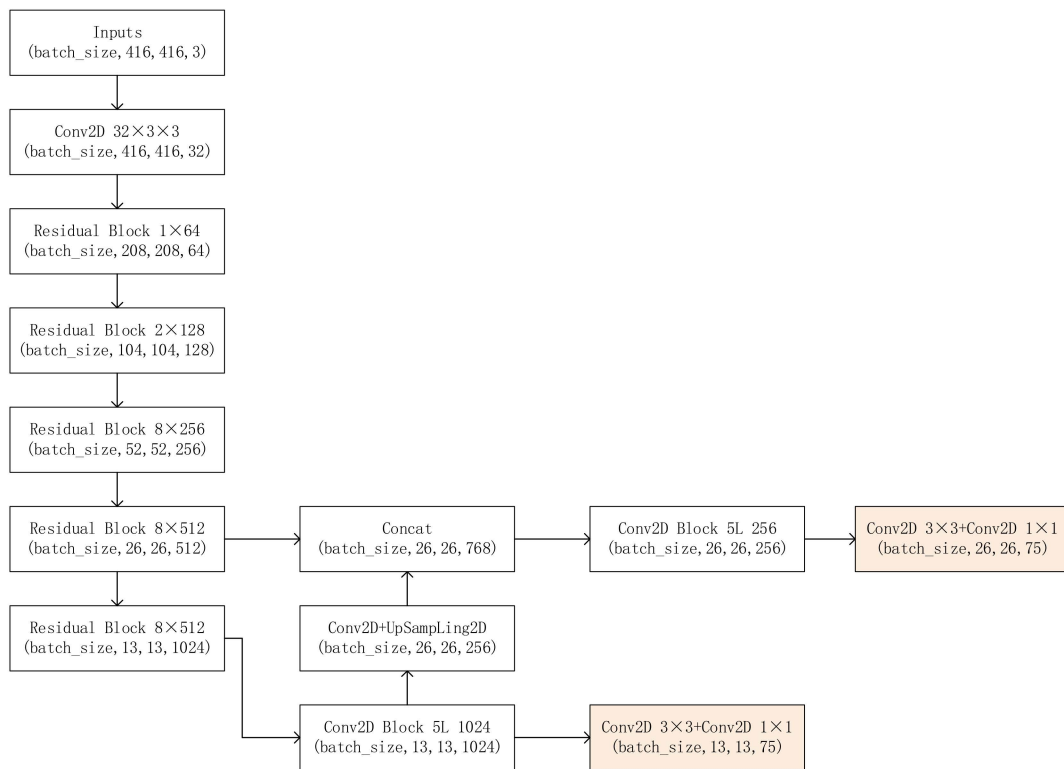 Inputs
(batch_size,416,416,3)
Conv2D 32×3×3
(batch_size,416,416,32)
Residual Block 1×64
(batch_size,208,208,64)
Residual Block 2×128
(batch_size,104,104,128)
Residual Block 8×256
(batch_size,52,52,256)
Residual Block 8×512
(batch_size,26,26,512)
Concat
(batch_size,26,26,768)
Conv2D Block 5L 256
(batch_size,26,26,256)
Conv2D 3×3+Conv2D 1×1
(batch_size,26,26,75)
Residual Block 8×512
(batch_size,13,13,1024)
Conv2D+UpSampLing2D
(batch_size,26,26,256)
Conv2D Block 5L 1024
(batch_size,13,13,1024)
Conv2D 3×3+Conv2D 1×1
(batch_size,13,13,75)